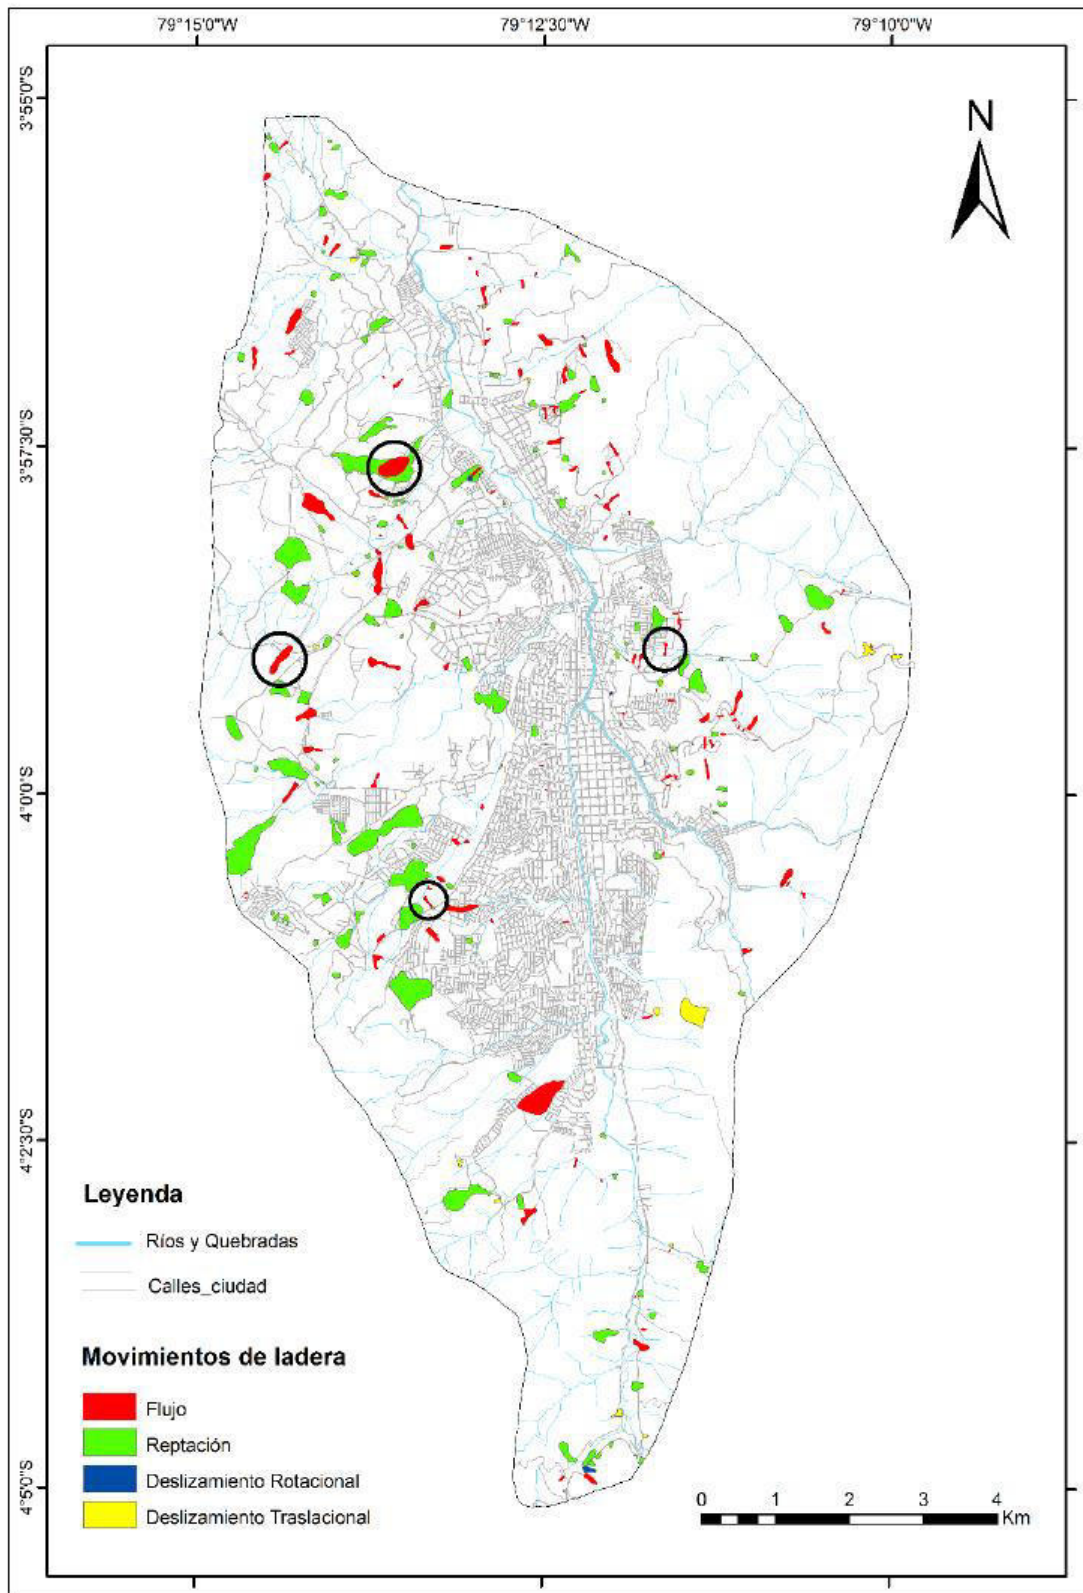 79°15'0"W 79°12'30"W 79°10'0"W
3°55'0"S
N
3°57'30"S
4°0'0"S
4°2'30"S
Leyenda
Ríos y Quebradas
Calles_ciudad
Movimientos de ladera
Flujo
Reptación
Deslizamiento Rotacional
Deslizamiento Traslacional
4°5'0"S
0 1 2 3 4
Km